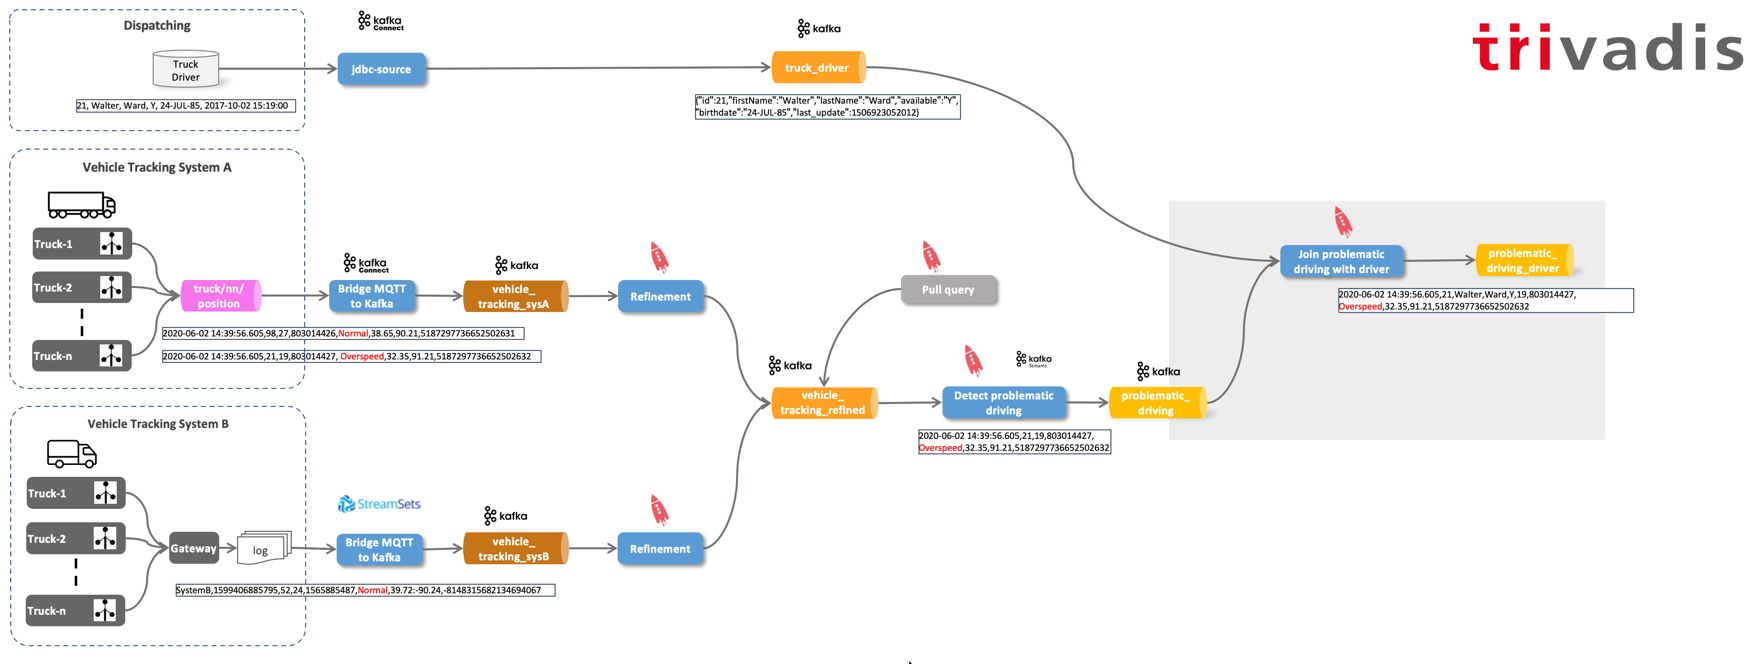 Dispatching
Truck
Driver
21, Walter, Ward, Y, 24-JUL-85, 2017-10-02 15:19:00
kafka
Connect
jdbc-source
kafka
truck_driver
{"id":21,"firstName":"Walter","lastName":"Ward","available":"Y",
"birthdate":"24-JUL-85","last_update":1506923052012}
trivadis
Vehicle Tracking System A
Truck-1
Truck-2
Truck-n
truck/nn/
position
kafka
Connect
Bridge MQTT
to Kafka
kafka
vehicle_
tracking_sysA
Refinement
2020-06-02 14:39:56.605,98,27,803014426,Normal,38.65,90.21,5187297736652502631
2020-06-02 14:39:56.605,21,19,803014427, Overspeed,32.35,91.21,5187297736652502632
Pull query
kafka
vehicle_
tracking_refined
kafka
Streams
Detect problematic
driving
2020-06-02 14:39:56.605,21,19,803014427,
Overspeed,32.35,91.21,5187297736652502632
kafka
problematic_
driving
Join problematic
driving with driver
problematic_
driving_driver
2020-06-02 14:39:56.605,21,Walter,Ward,Y,19,803014427,
Overspeed,32.35,91.21,5187297736652502632
Vehicle Tracking System B
Truck-1
Truck-2
Truck-n
Gateway
log
StreamSets
Bridge MQTT
to Kafka
kafka
vehicle_
tracking_sysB
Refinement
SystemB,1599406885795,52,24,1565885487,Normal,39.72:-90.24,-8148315682134694067